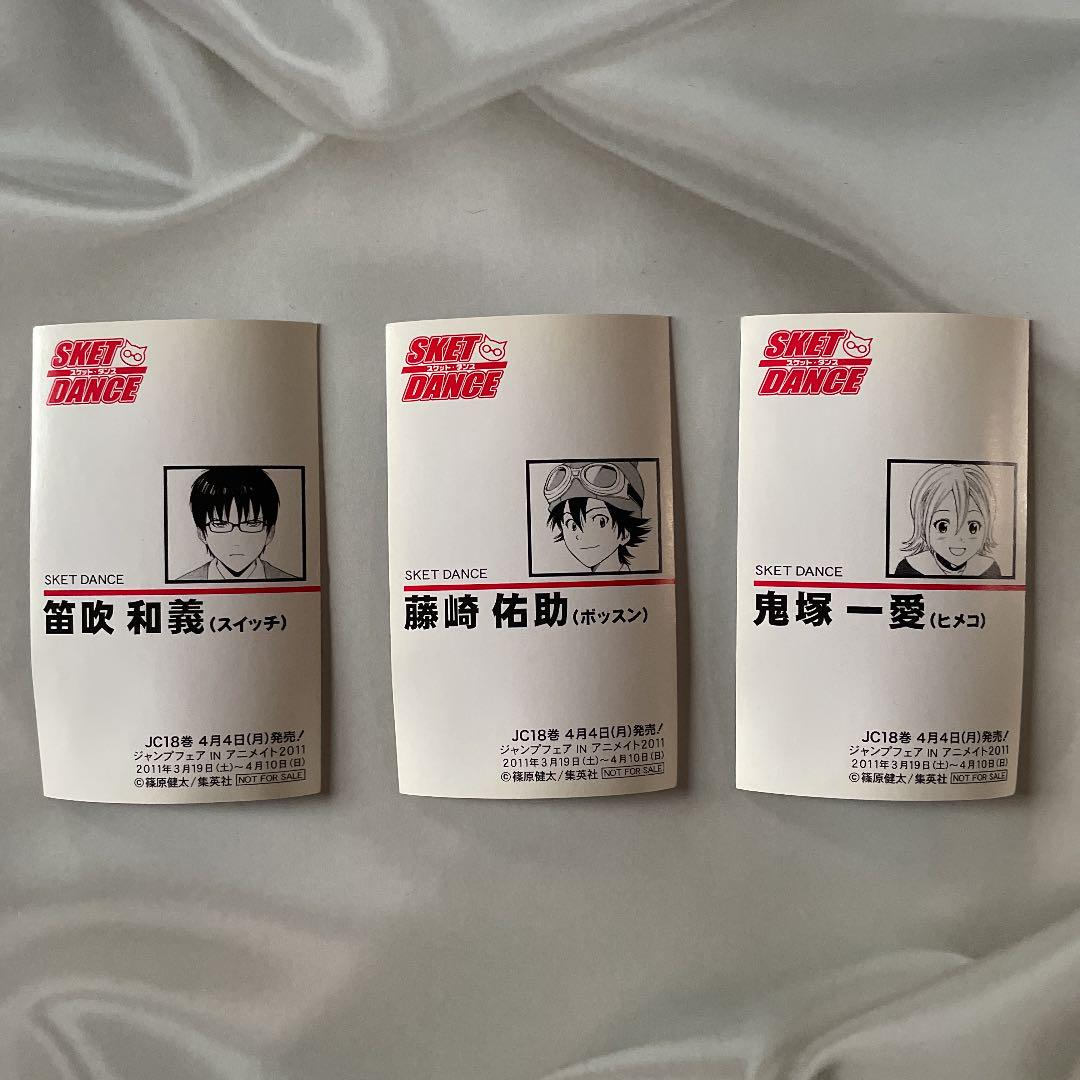 SKET
スケット・ダンス
DANCE
SKET DANCE
笛吹 和義(スイッチ)
JC18巻 4月4日(月)発売!
ジャンプフェア IN アニメイト2011
2011年3月19日(土)～4月10日(日)
©篠原健太/集英社 NOT FOR SALE
SKET
スケット・ダンス
DANCE
SKET DANCE
藤崎 佑助(ボッスン)
JC18巻 4月4日(月)発売!
ジャンプフェア IN アニメイト2011
2011年3月19日(土)～4月10日(日)
©篠原健太/集英社 NOT FOR SALE
SKET
スケット・ダンス
DANCE
SKET DANCE
鬼塚 一愛(ヒメコ)
JC18巻 4月4日(月)発売!
ジャンプフェア IN アニメイト2011
2011年3月19日(土)～4月10日(日)
©篠原健太/集英社 NOT FOR SALE